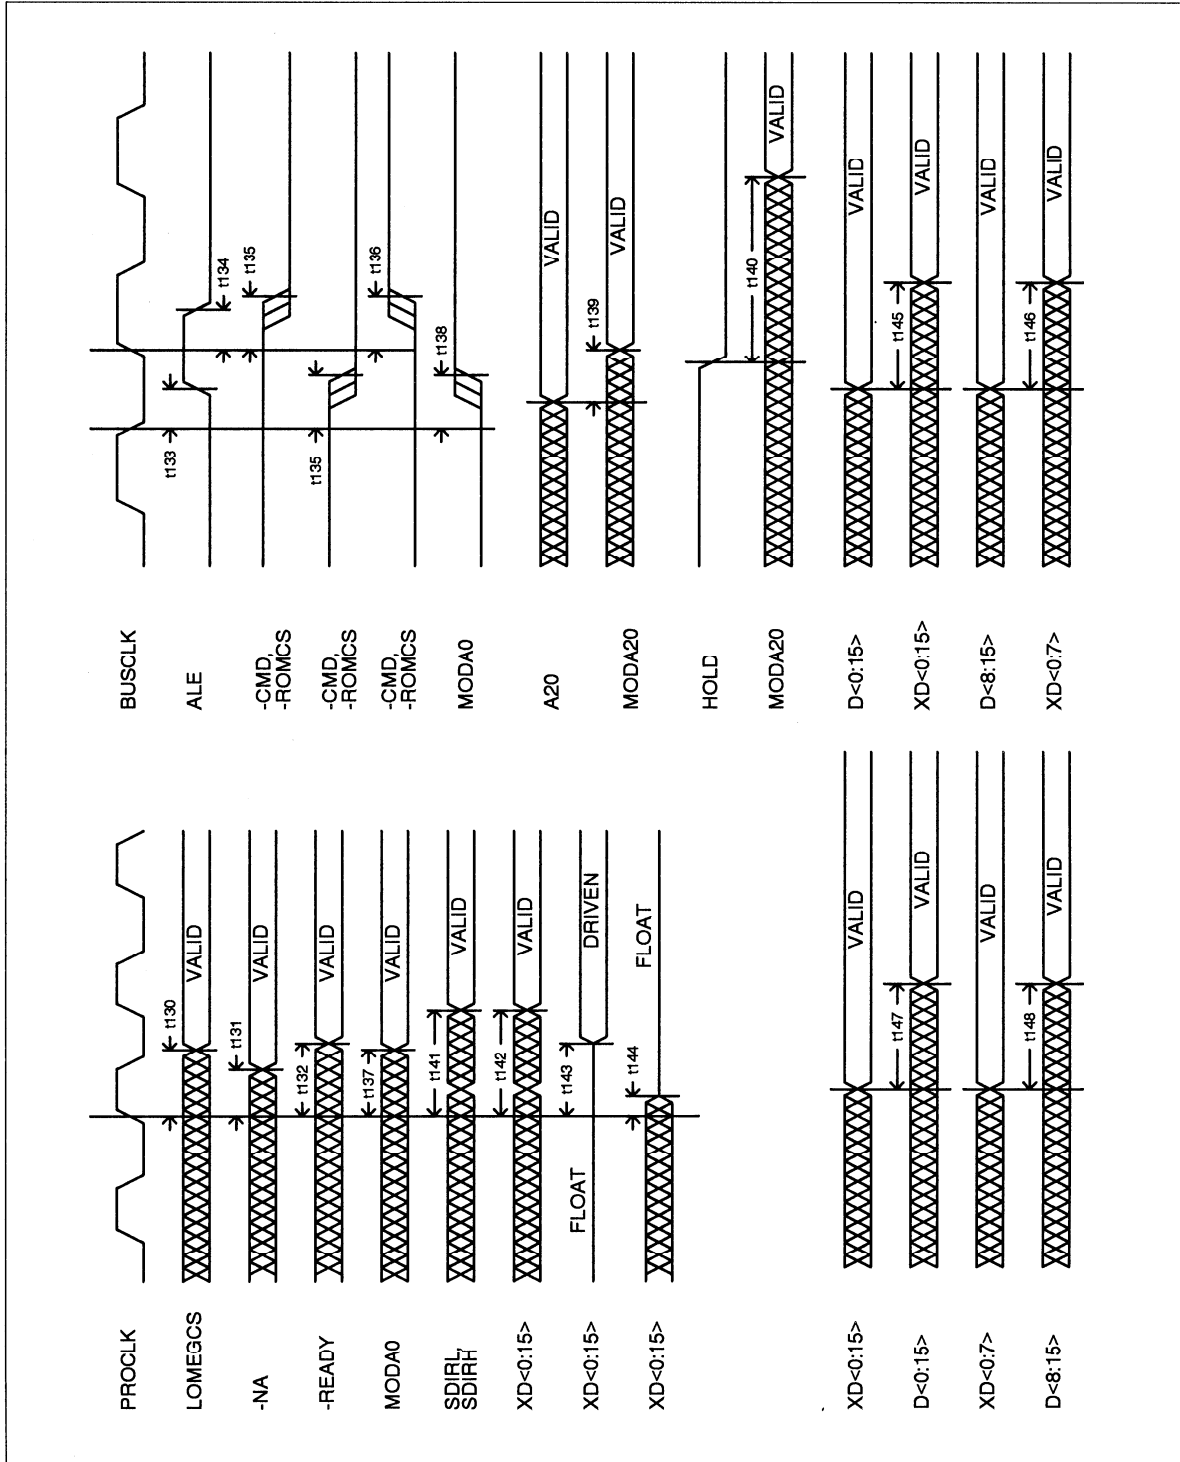 PROCLK
LOMEGCS
t130
VALID
-NA
t131
VALID
-READY
t132
VALID
MODA0
t137
VALID
SDIRL,
SDIRH
t141
VALID
XD<0:15>
t142
VALID
XD<0:15>
FLOAT
t143
DRIVEN
XD<0:15>
t144
FLOAT
XD<0:15>
VALID
D<0:15>
t147
VALID
XD<0:7>
VALID
D<8:15>
t148
VALID
BUSCLK
ALE
t133
t134
-CMD,
-ROMCS
t135
-CMD,
-ROMCS
t135
-CMD,
-ROMCS
t136
MODA0
t138
A20
VALID
MODA20
t139
VALID
HOLD
MODA20
t140
VALID
D<0:15>
VALID
XD<0:15>
t145
VALID
D<8:15>
VALID
XD<0:7>
t146
VALID